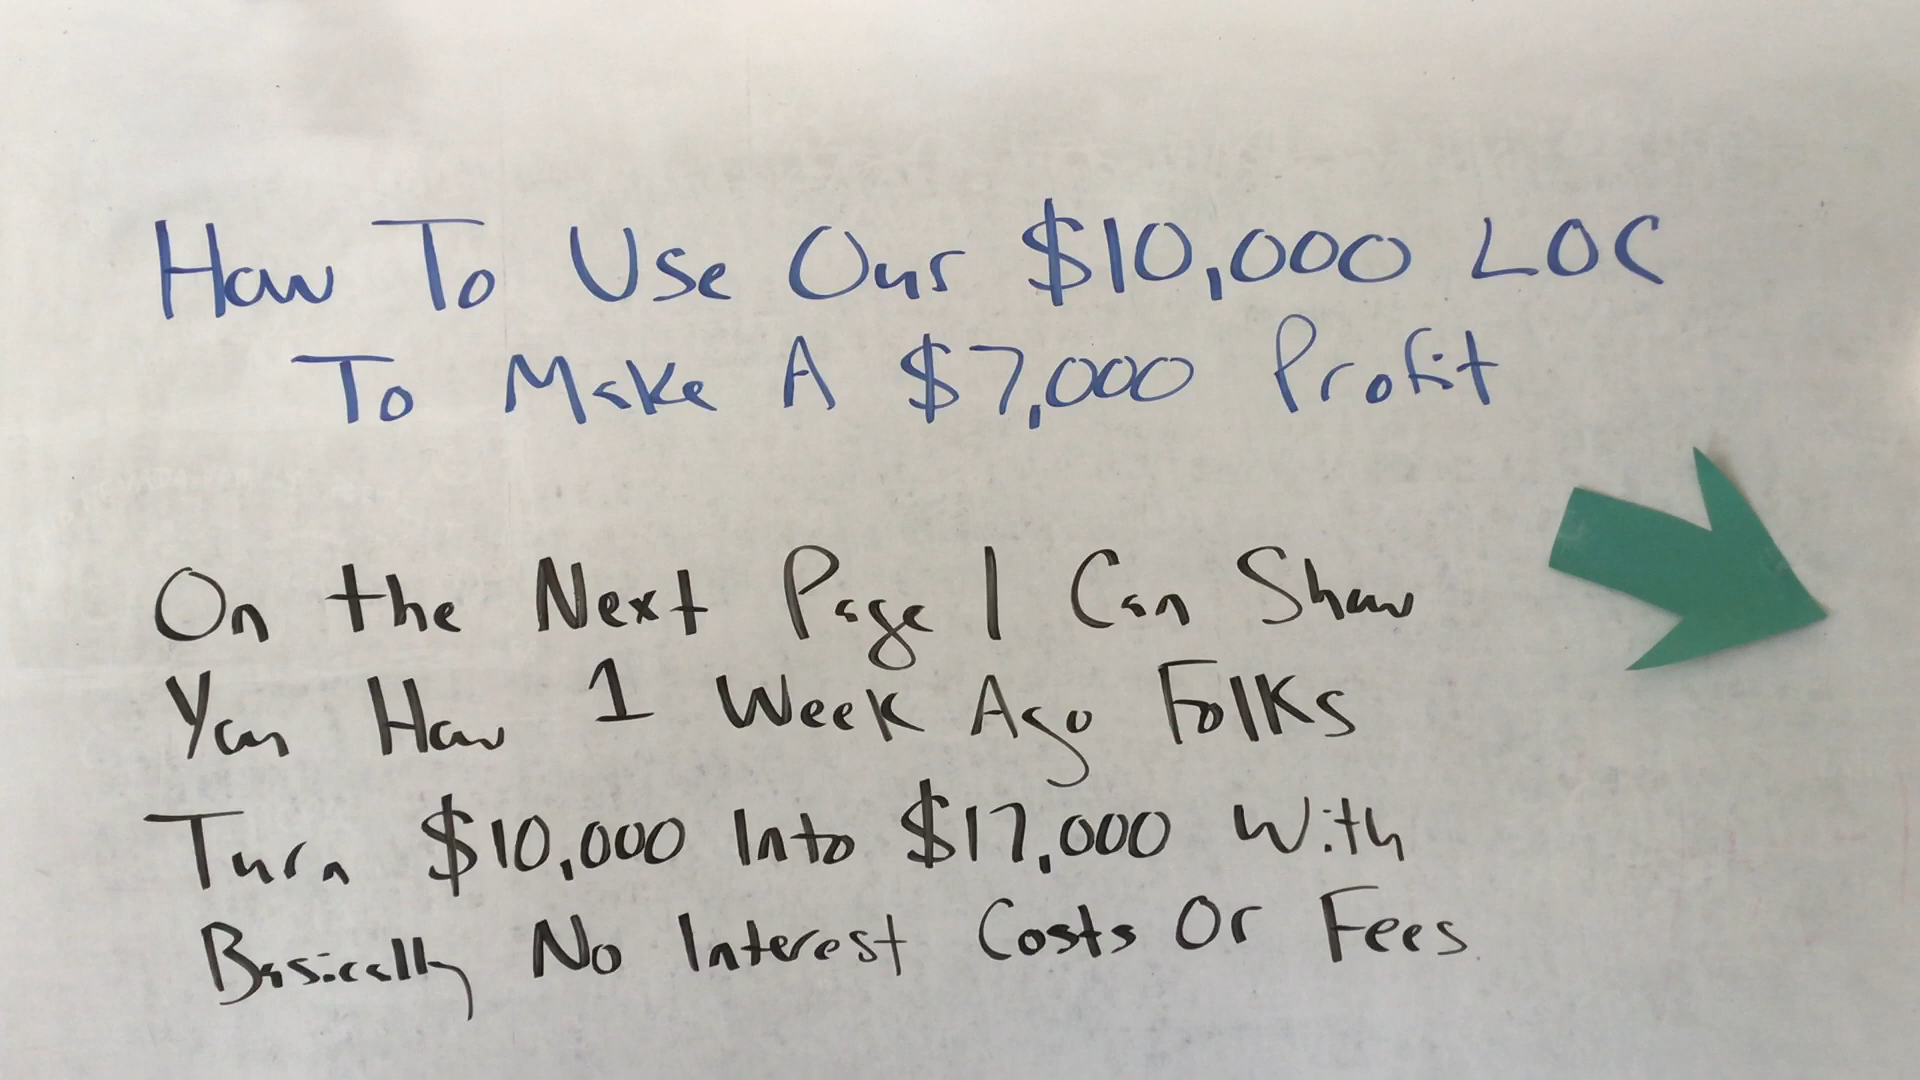 How To Use Our $10,000 LOC
To Make A $7,000 Profit
On the Next Page I Can Show
You How 1 Week Ago Folks
Turn $10,000 Into $17,000 With
Basically No Interest Costs Or Fees